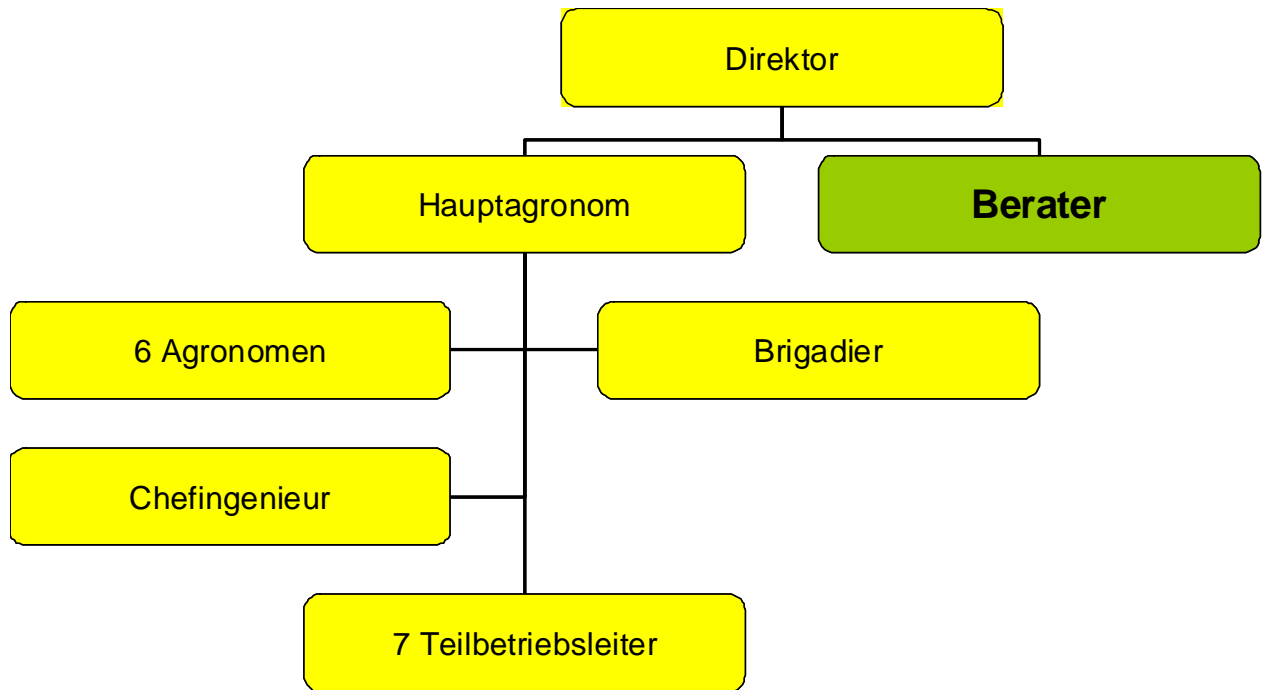 Direktor
Hauptagronom
Berater
6 Agronomen
Brigadier
Chefingenieur
7 Teilbetriebsleiter